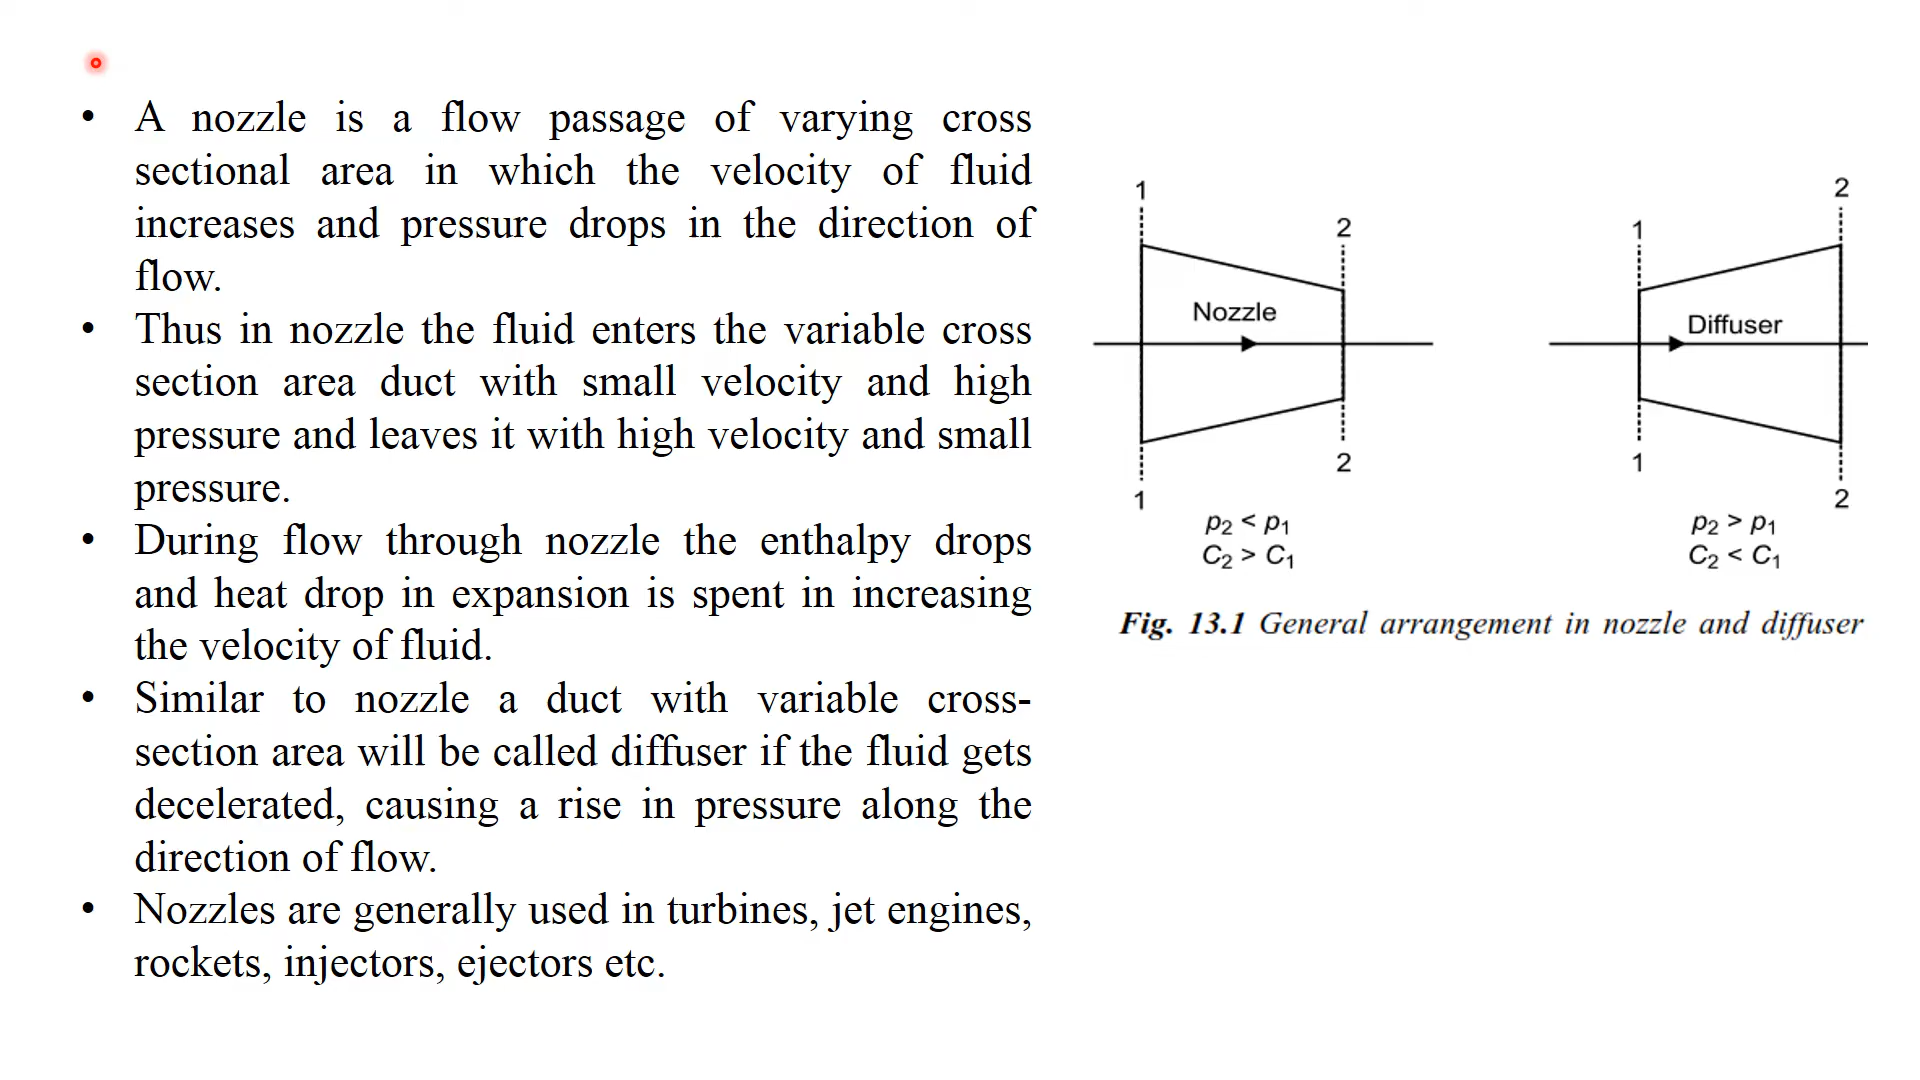 • A nozzle is a flow passage of varying cross
sectional area in which the velocity of fluid
increases and pressure drops in the direction of
flow.
• Thus in nozzle the fluid enters the variable cross
section area duct with small velocity and high
pressure and leaves it with high velocity and small
pressure.
• During flow through nozzle the enthalpy drops
and heat drop in expansion is spent in increasing
the velocity of fluid.
• Similar to nozzle a duct with variable cross-
section area will be called diffuser if the fluid gets
decelerated, causing a rise in pressure along the
direction of flow.
• Nozzles are generally used in turbines, jet engines,
rockets, injectors, ejectors etc.
1
2
Nozzle
2
1
p₂ < p₁
C₂ > C₁
1
2
Diffuser
1
2
p₂ > p₁
C₂ < C₁
Fig. 13.1 General arrangement in nozzle and diffuser